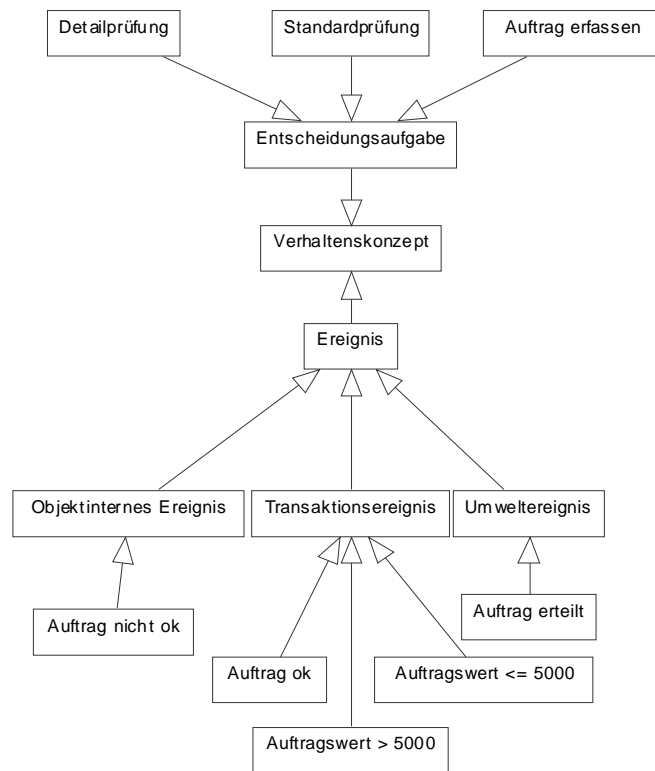 Detailprüfung
Standardprüfung
Auftrag erfassen
Entscheidungsaufgabe
Verhaltenskonzept
Ereignis
Objektinternes Ereignis
Transaktionsereignis
Umweltereignis
Auftrag nicht ok
Auftrag erteilt
Auftrag ok
Auftragswert <= 5000
Auftragswert > 5000